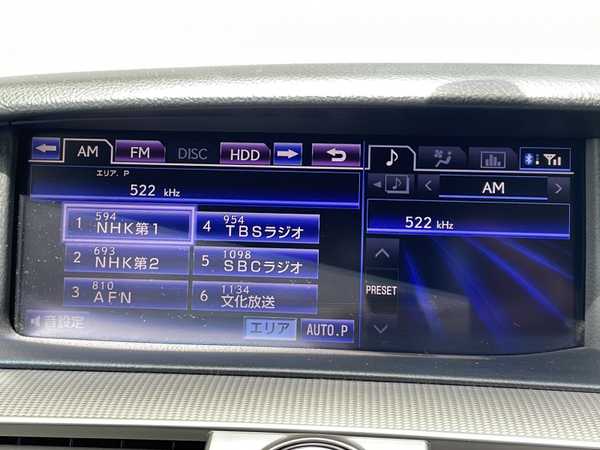 AM FM DISC HDD
エリア. P
522 kHz
1 594 NHK第1
2 693 NHK第2
3 810 AFN
4 954 TBSラジオ
5 1098 SBCラジオ
6 1134 文化放送
音設定
エリア AUTO.P
AM
522 kHz
PRESET